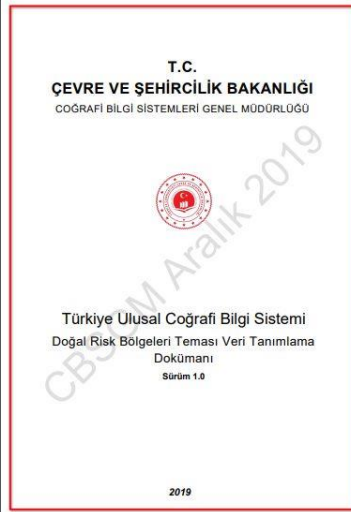 T.C.
ÇEVRE VE ŞEHİRCİLİK BAKANLIĞI
COĞRAFİ BİLGİ SİSTEMLERİ GENEL MÜDÜRLÜĞÜ
CBSGM Aralık 2019
Türkiye Ulusal Coğrafi Bilgi Sistemi
Doğal Risk Bölgeleri Teması Veri Tanımlama
Dokümanı
Sürüm 1.0
2019